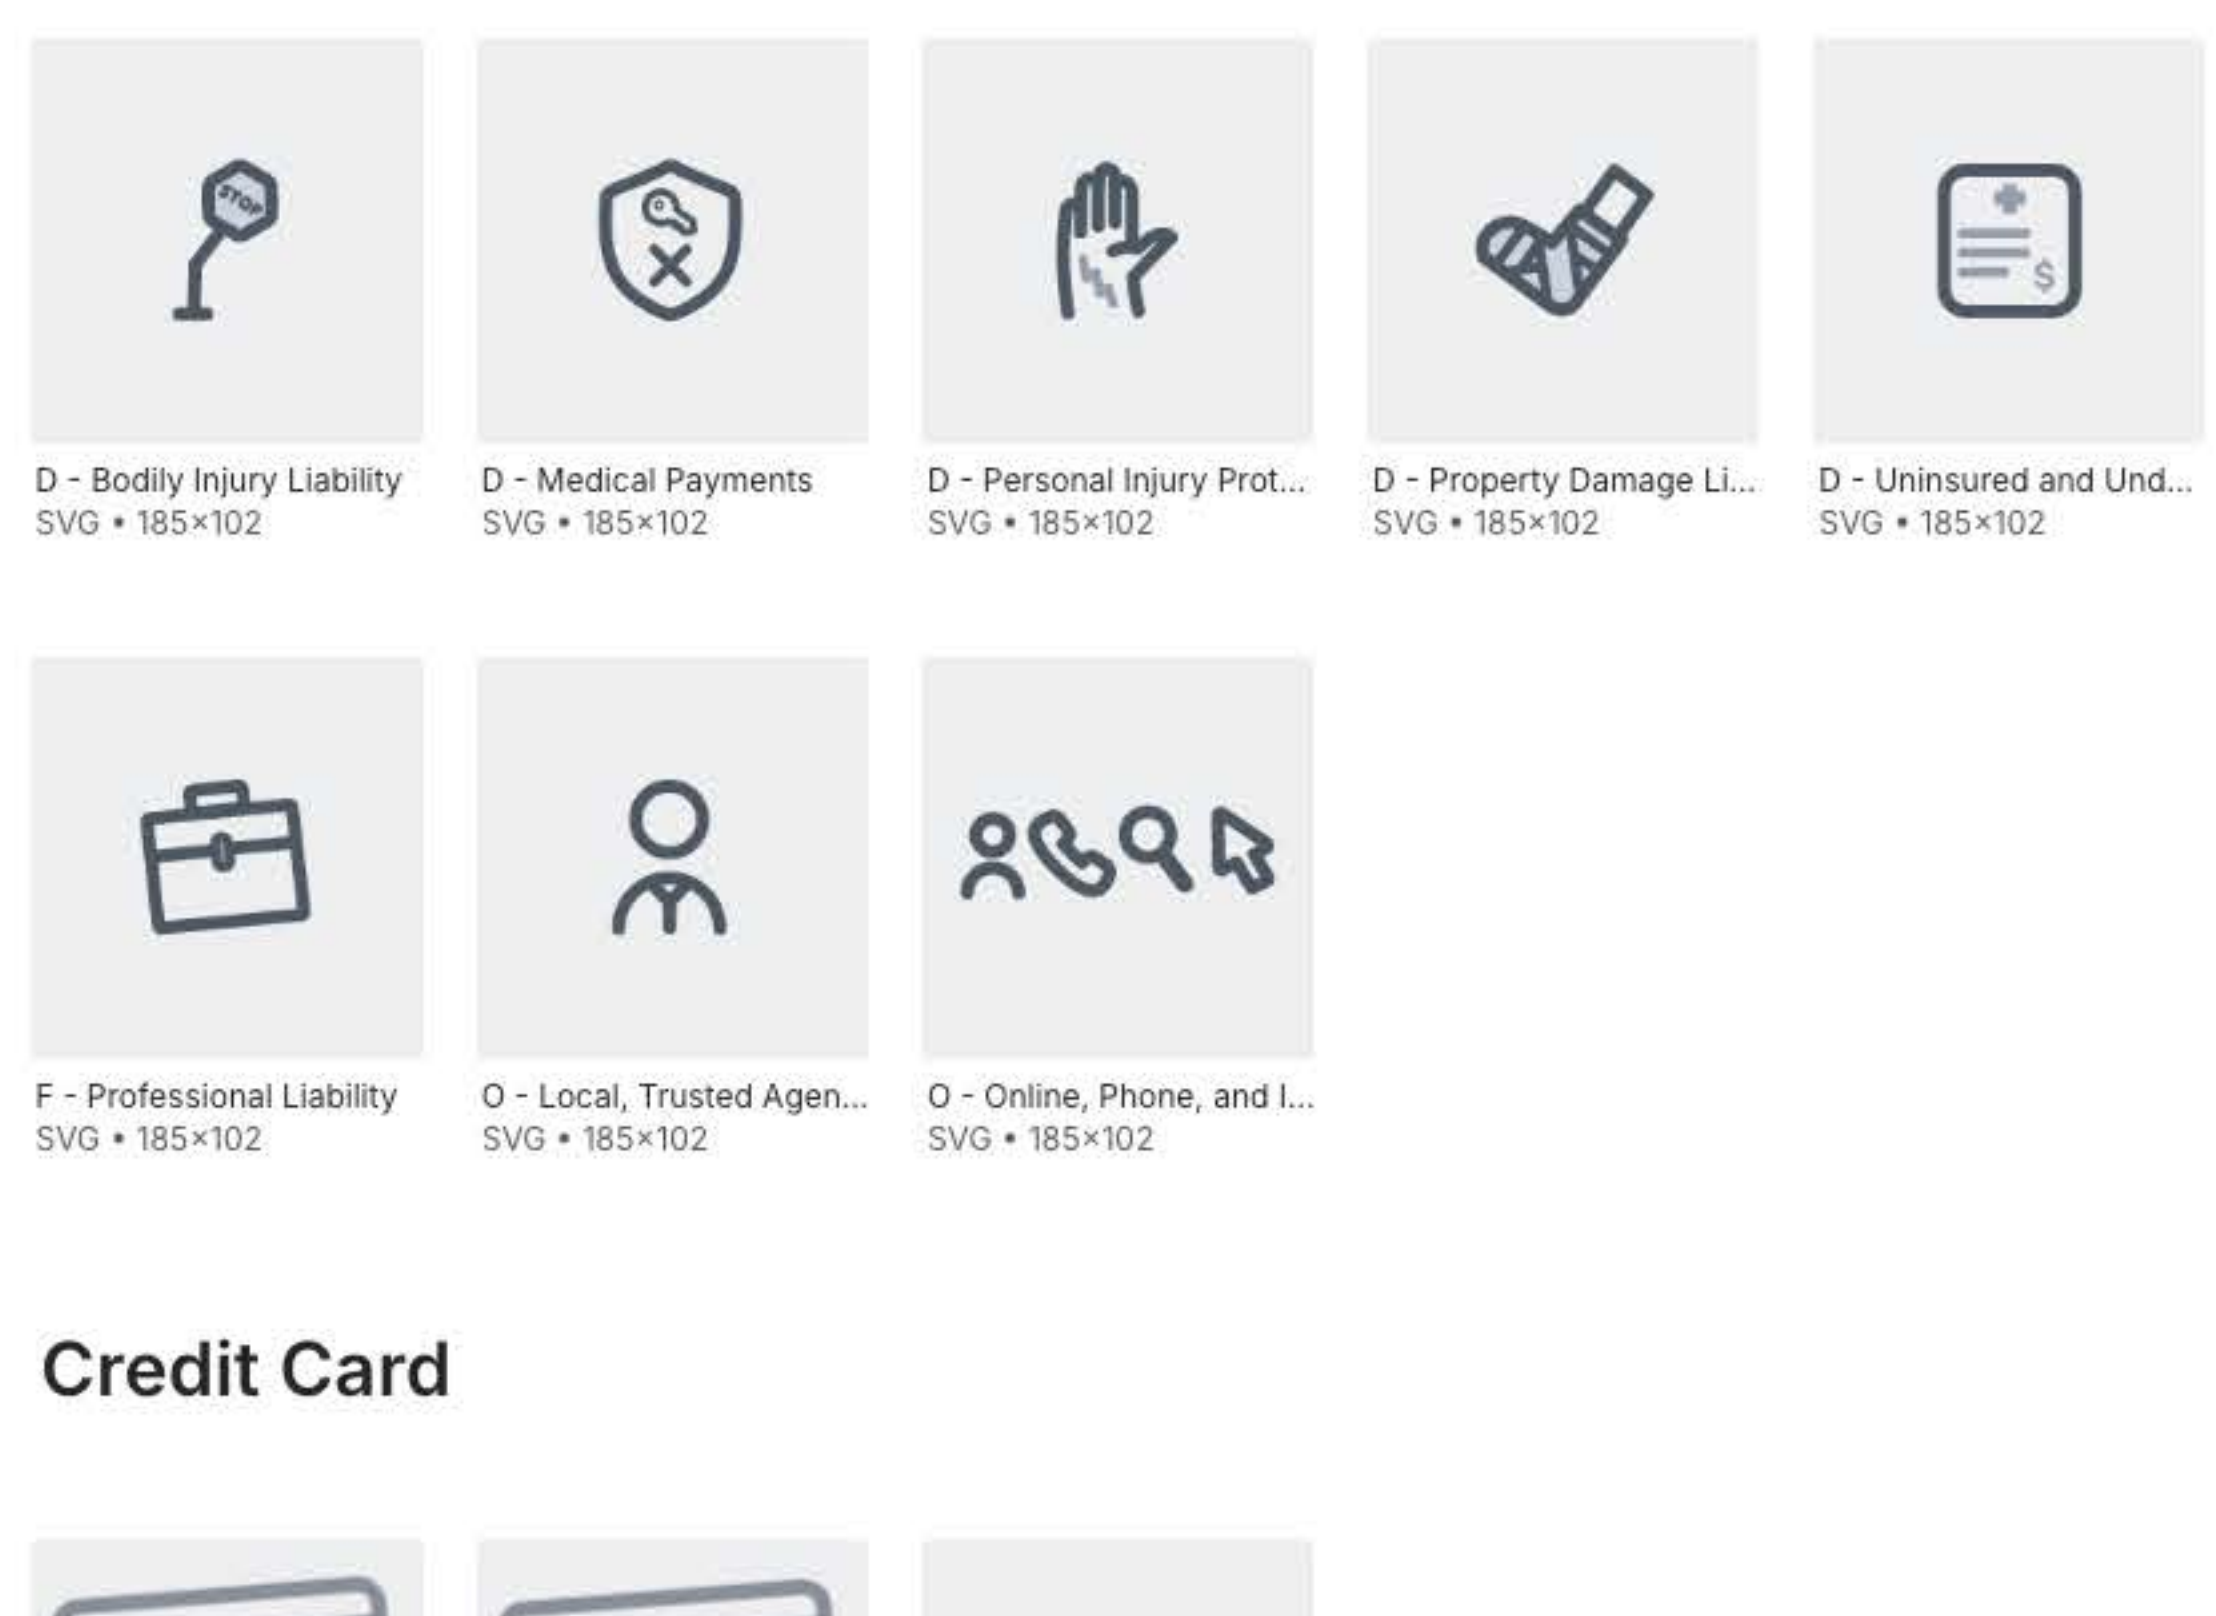 STOP
$
D - Bodily Injury Liability
SVG • 185×102
D - Medical Payments
SVG • 185×102
D - Personal Injury Prot...
SVG • 185×102
D - Property Damage Li...
SVG • 185×102
D - Uninsured and Und...
SVG • 185×102
F - Professional Liability
SVG • 185×102
O - Local, Trusted Agen...
SVG • 185×102
O - Online, Phone, and I...
SVG • 185×102
Credit Card